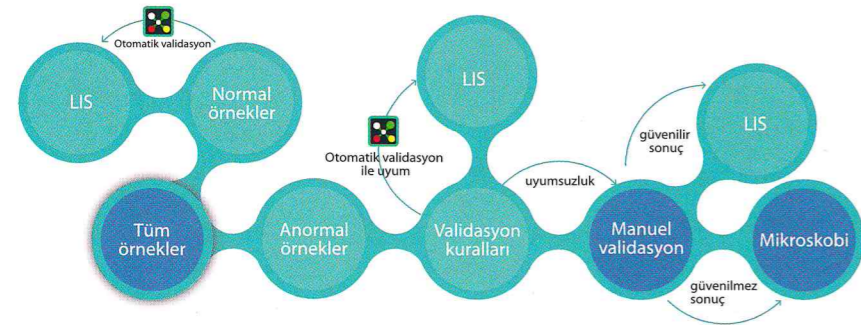 Otomatik validasyon
LIS
Normal
örnekler
LIS
Otomatik validasyon
ile uyum
güvenilir
sonuç
LIS
uyumsuzluk
Tüm
örnekler
Anormal
örnekler
Validasyon
kuralları
Manuel
validasyon
Mikroskobi
güvenilmez
sonuç